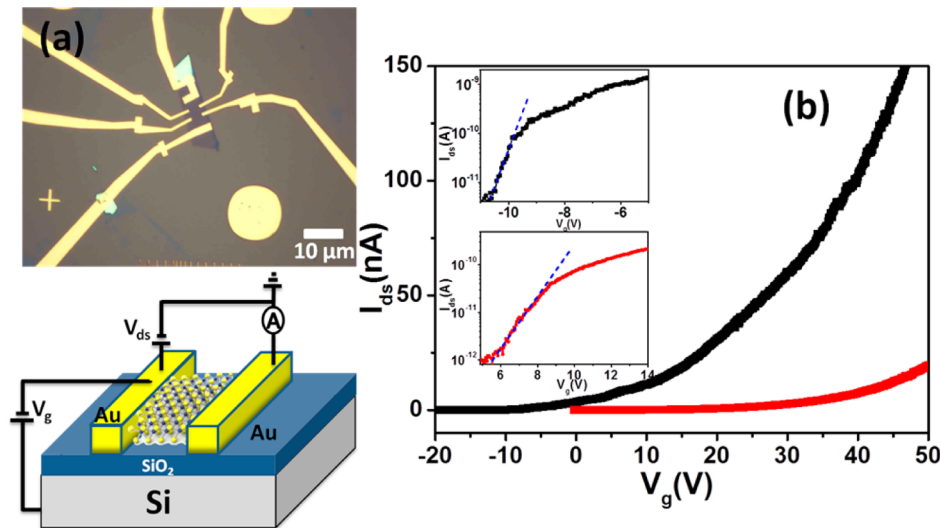 (a)
10 μm
V_ds
A
V_g
Au
Au
SiO₂
Si
(b)
I_ds(nA)
150
100
50
0
-20 -10 0 10 20 30 40 50
V_g(V)
I_ds(A)
10⁻⁹
10⁻¹⁰
10⁻¹¹
-10 -8 -6
V_g(V)
I_ds(A)
10⁻¹⁰
10⁻¹¹
10⁻¹²
6 8 10 12 14
V_g(V)